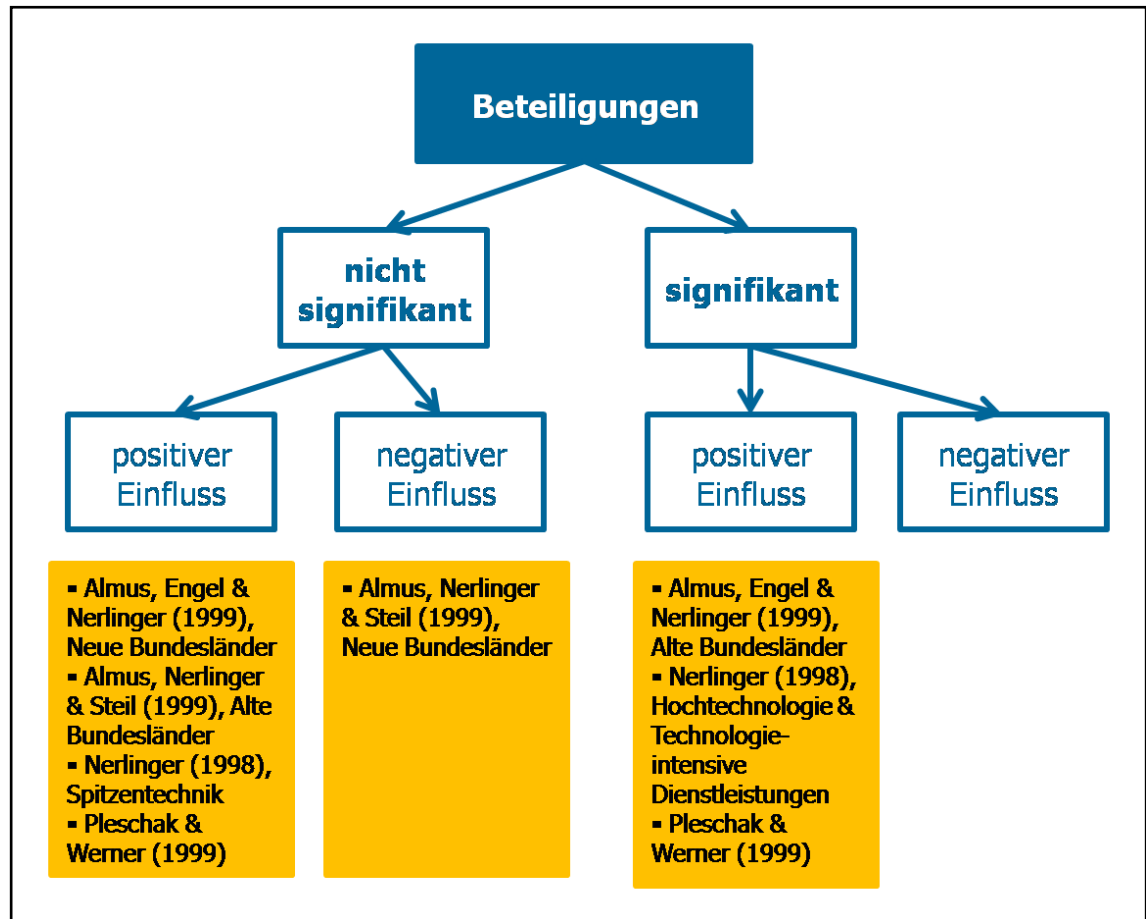 Beteiligungen
nicht
signifikant
signifikant
positiver
Einfluss
negativer
Einfluss
positiver
Einfluss
negativer
Einfluss
▪ Almus, Engel &
Nerlinger (1999),
Neue Bundesländer
▪ Almus, Nerlinger
& Steil (1999), Alte
Bundesländer
▪ Nerlinger (1998),
Spitzentechnik
▪ Pleschak &
Werner (1999)
▪ Almus, Nerlinger
& Steil (1999),
Neue Bundesländer
▪ Almus, Engel &
Nerlinger (1999),
Alte Bundesländer
▪ Nerlinger (1998),
Hochtechnologie &
Technologie-
intensive
Dienstleistungen
▪ Pleschak &
Werner (1999)